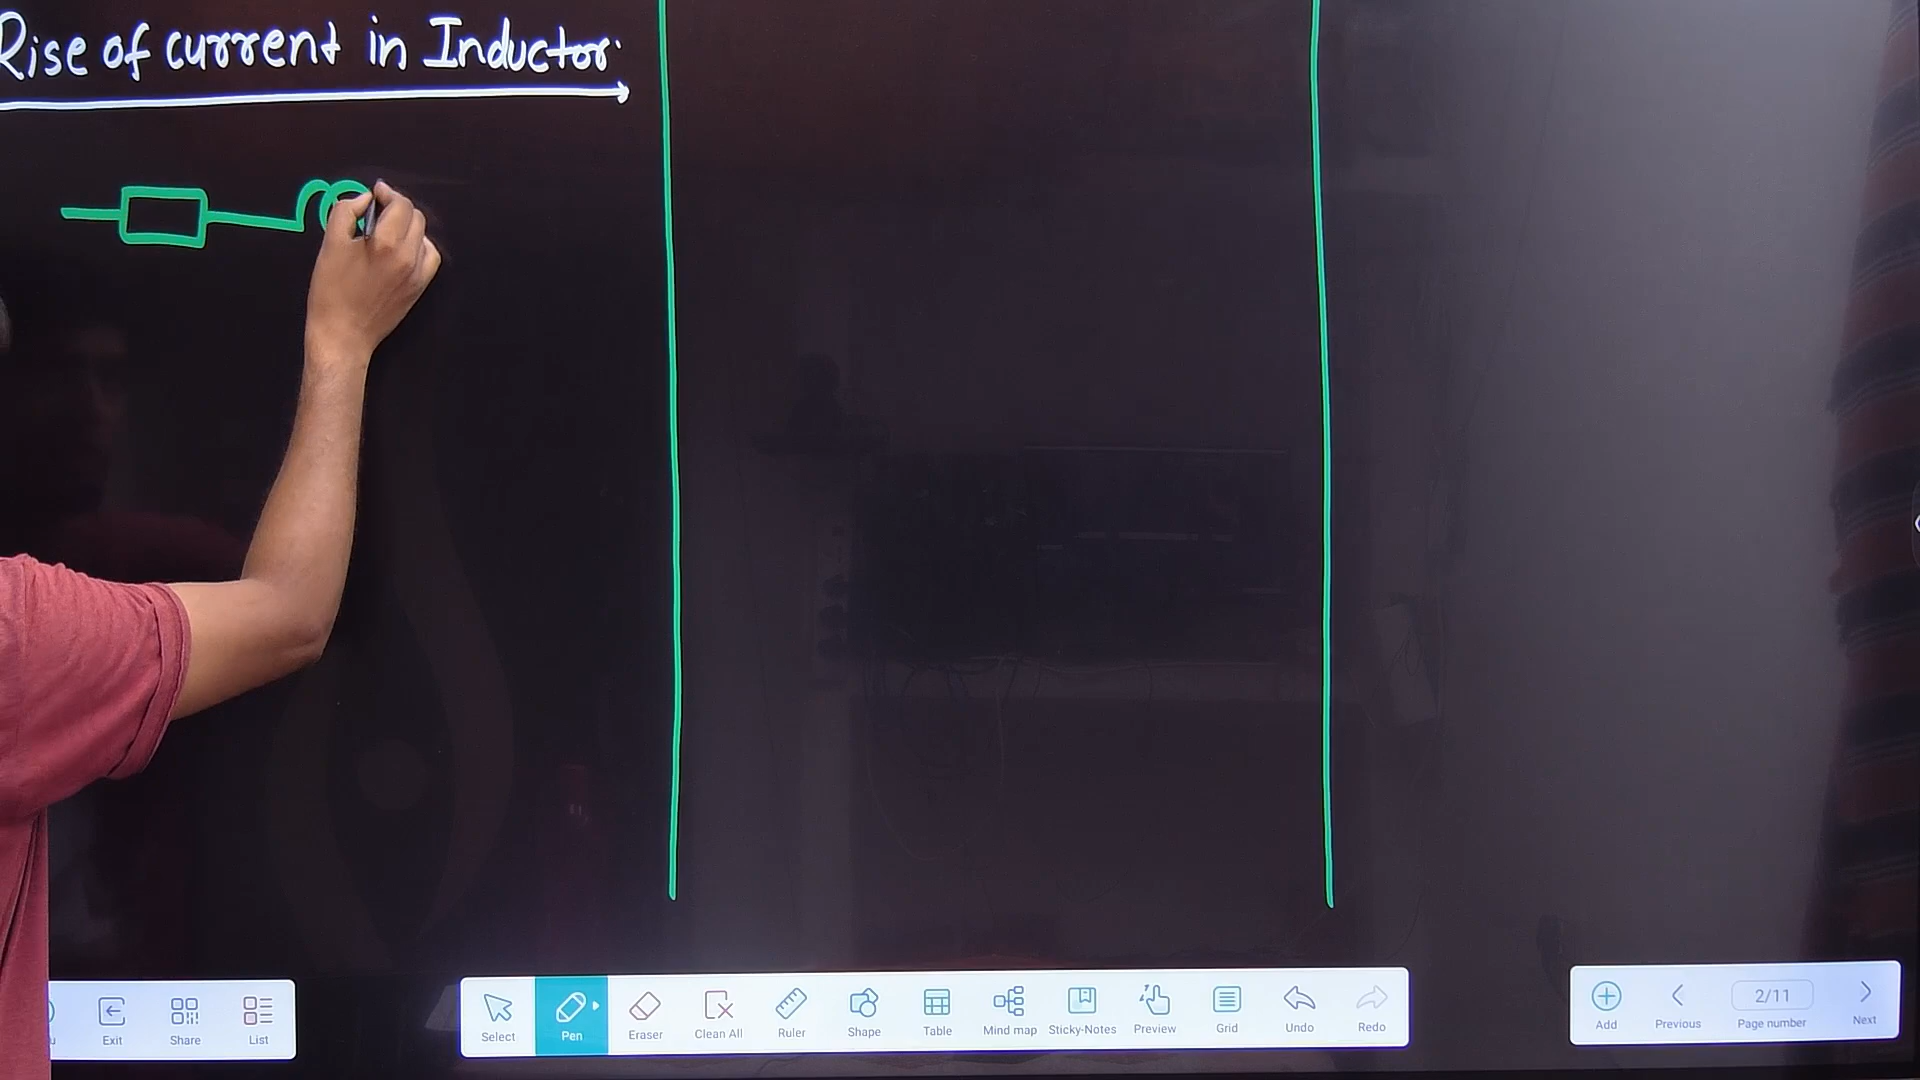 Rise of current in Inductor
Exit
Share
List
Select
Pen
Eraser
Clean All
Ruler
Shape
Table
Mind map
Sticky-Notes
Preview
Grid
Undo
Redo
Add
Previous
2/11
Page number
Next